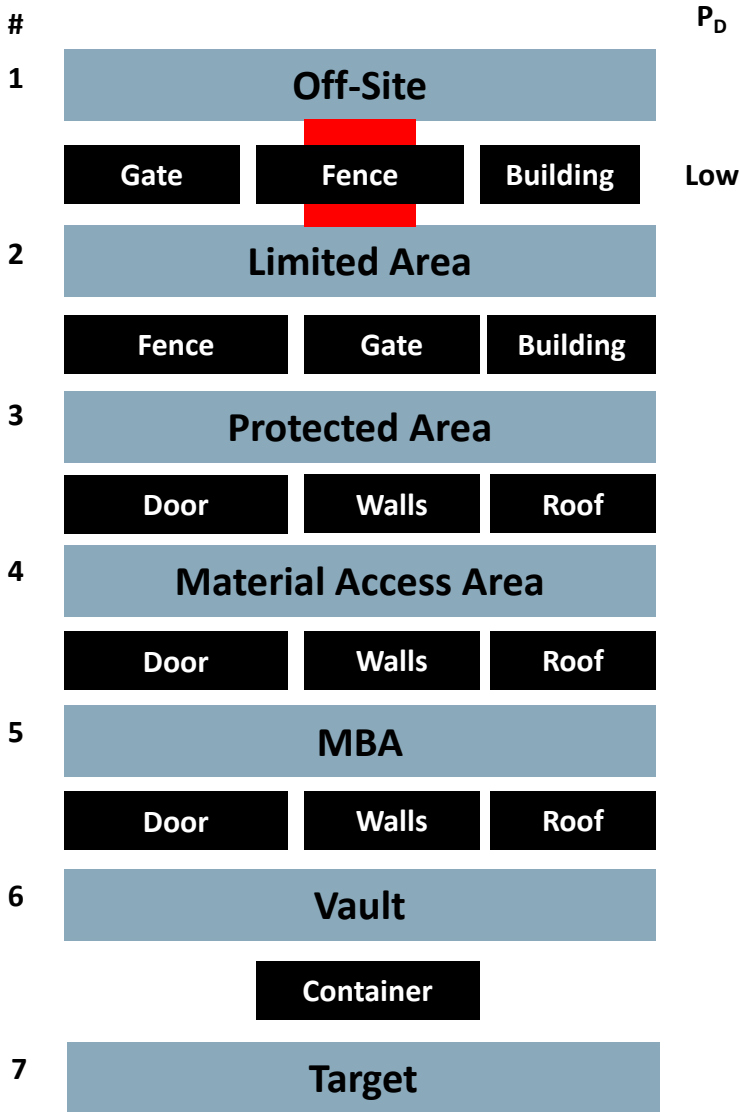 # P_D
1 Off-Site
Gate Fence Building Low
2 Limited Area
Fence Gate Building
3 Protected Area
Door Walls Roof
4 Material Access Area
Door Walls Roof
5 MBA
Door Walls Roof
6 Vault
Container
7 Target